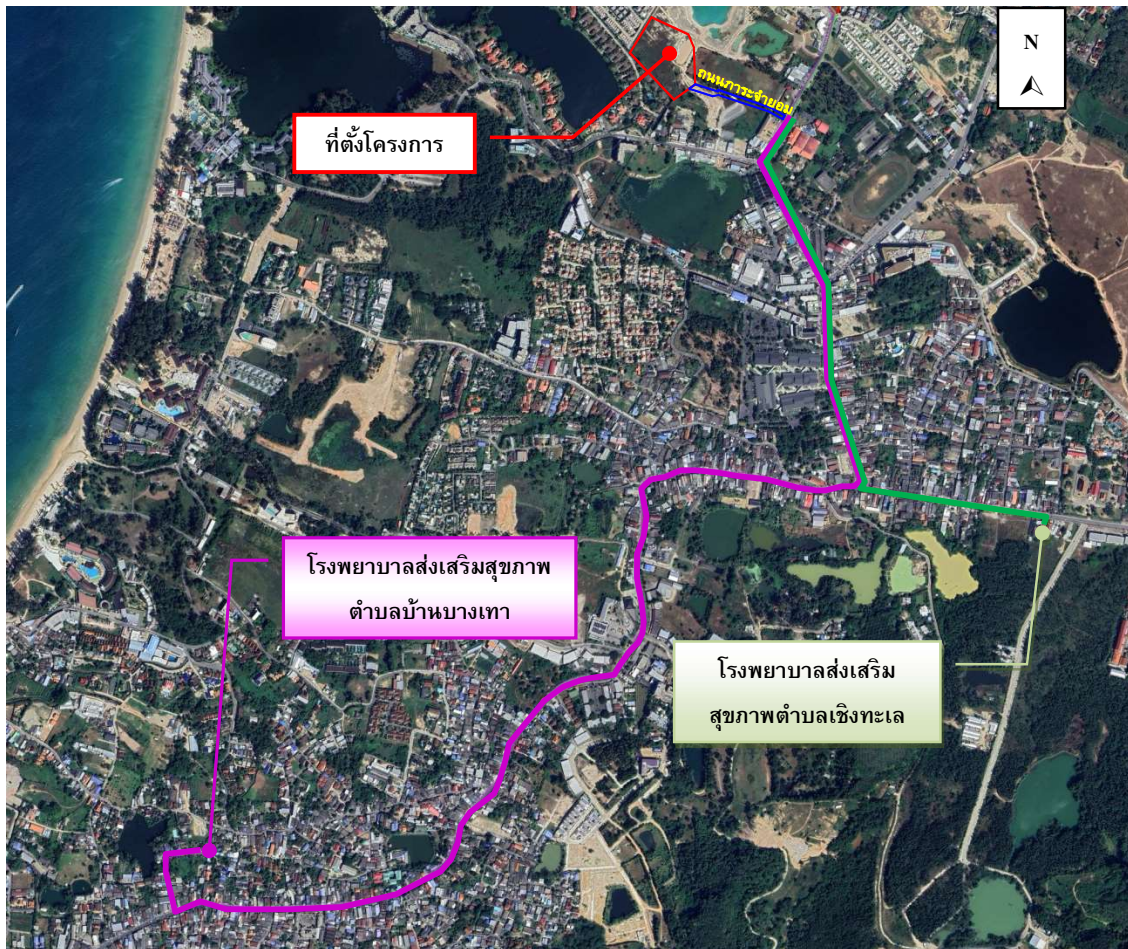 N
ถนนภาระจำยอม
ที่ตั้งโครงการ
โรงพยาบาลส่งเสริมสุขภาพ
ตำบลบ้านบางเทา
โรงพยาบาลส่งเสริม
สุขภาพตำบลเชิงทะเล